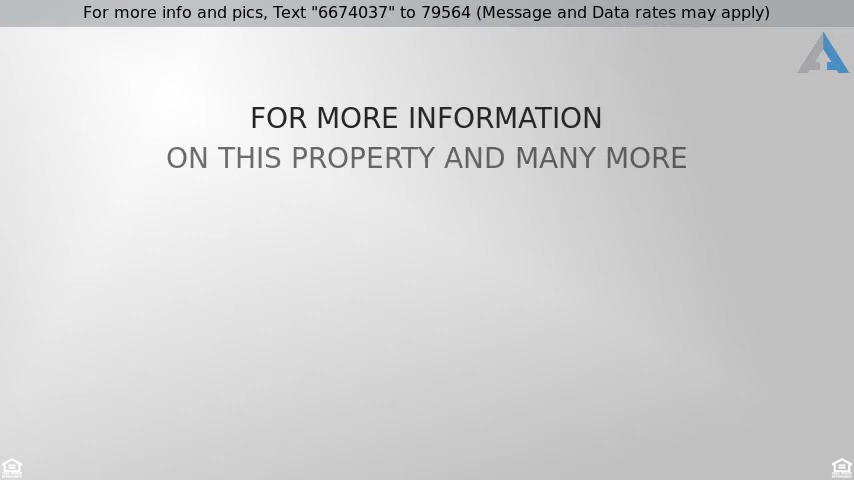 For more info and pics, Text "6674037" to 79564 (Message and Data rates may apply)
FOR MORE INFORMATION
ON THIS PROPERTY AND MANY MORE